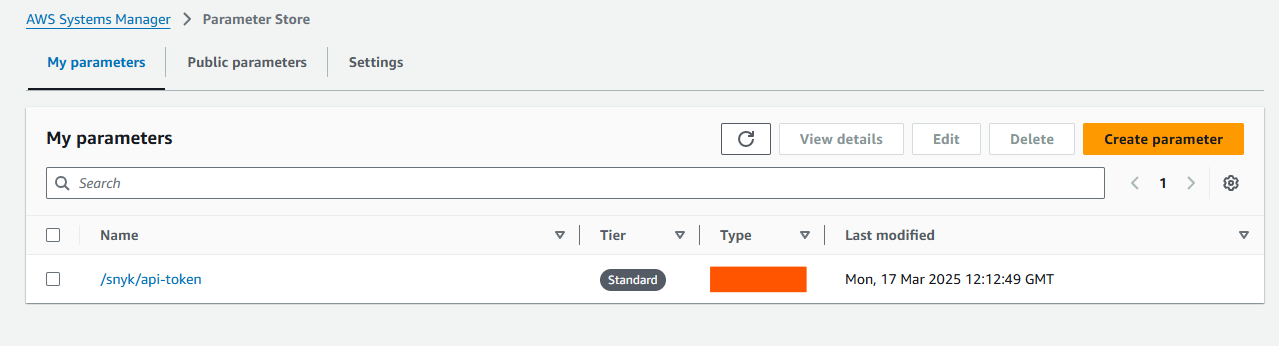 AWS Systems Manager > Parameter Store
My parameters Public parameters Settings
My parameters View details Edit Delete Create parameter
Search 1
Name Tier Type Last modified
/snyk/api-token Standard Mon, 17 Mar 2025 12:12:49 GMT